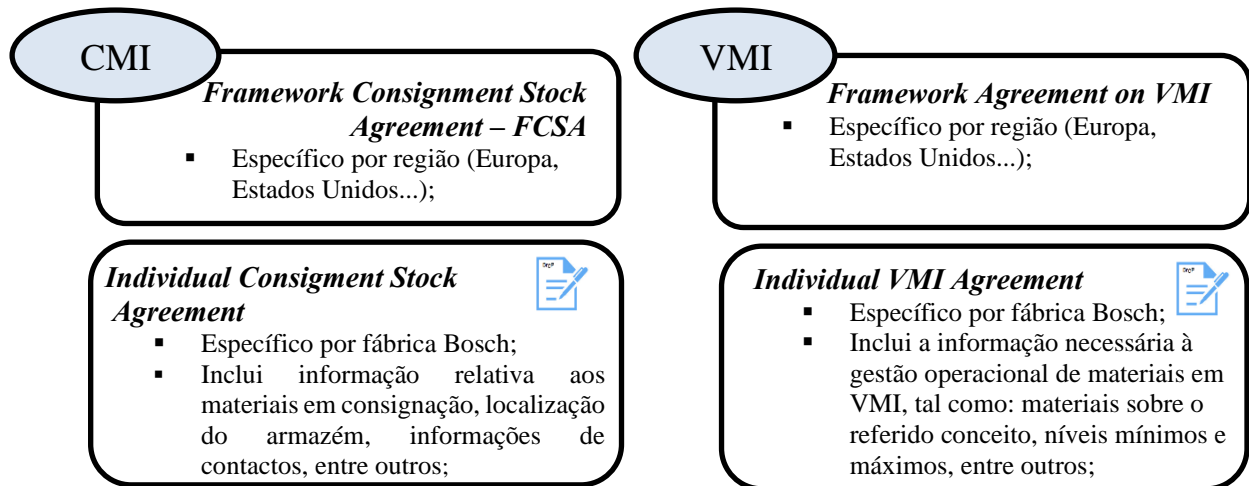 CMI
Framework Consignment Stock
Agreement – FCSA
▪ Específico por região (Europa,
Estados Unidos...);
Individual Consigment Stock
Agreement
▪ Específico por fábrica Bosch;
▪ Inclui informação relativa aos
materiais em consignação, localização
do armazém, informações de
contactos, entre outros;
VMI
Framework Agreement on VMI
▪ Específico por região (Europa,
Estados Unidos...);
Individual VMI Agreement
▪ Específico por fábrica Bosch;
▪ Inclui a informação necessária à
gestão operacional de materiais em
VMI, tal como: materiais sobre o
referido conceito, níveis mínimos e
máximos, entre outros;